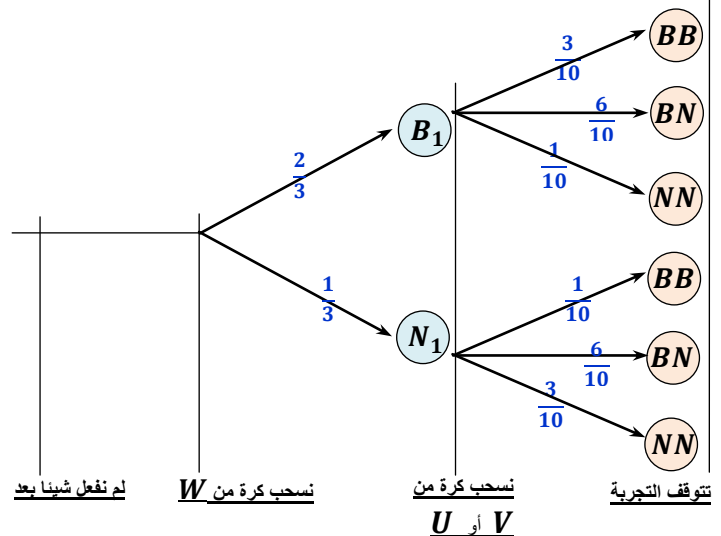 3/10
BB
6/10
BN
1/10
NN
2/3
B₁
1/3
N₁
1/10
BB
6/10
BN
3/10
NN
لم نفعل شيئا بعد
نسحب كرة من W
نسحب كرة من
U أو V
تتوقف التجربة